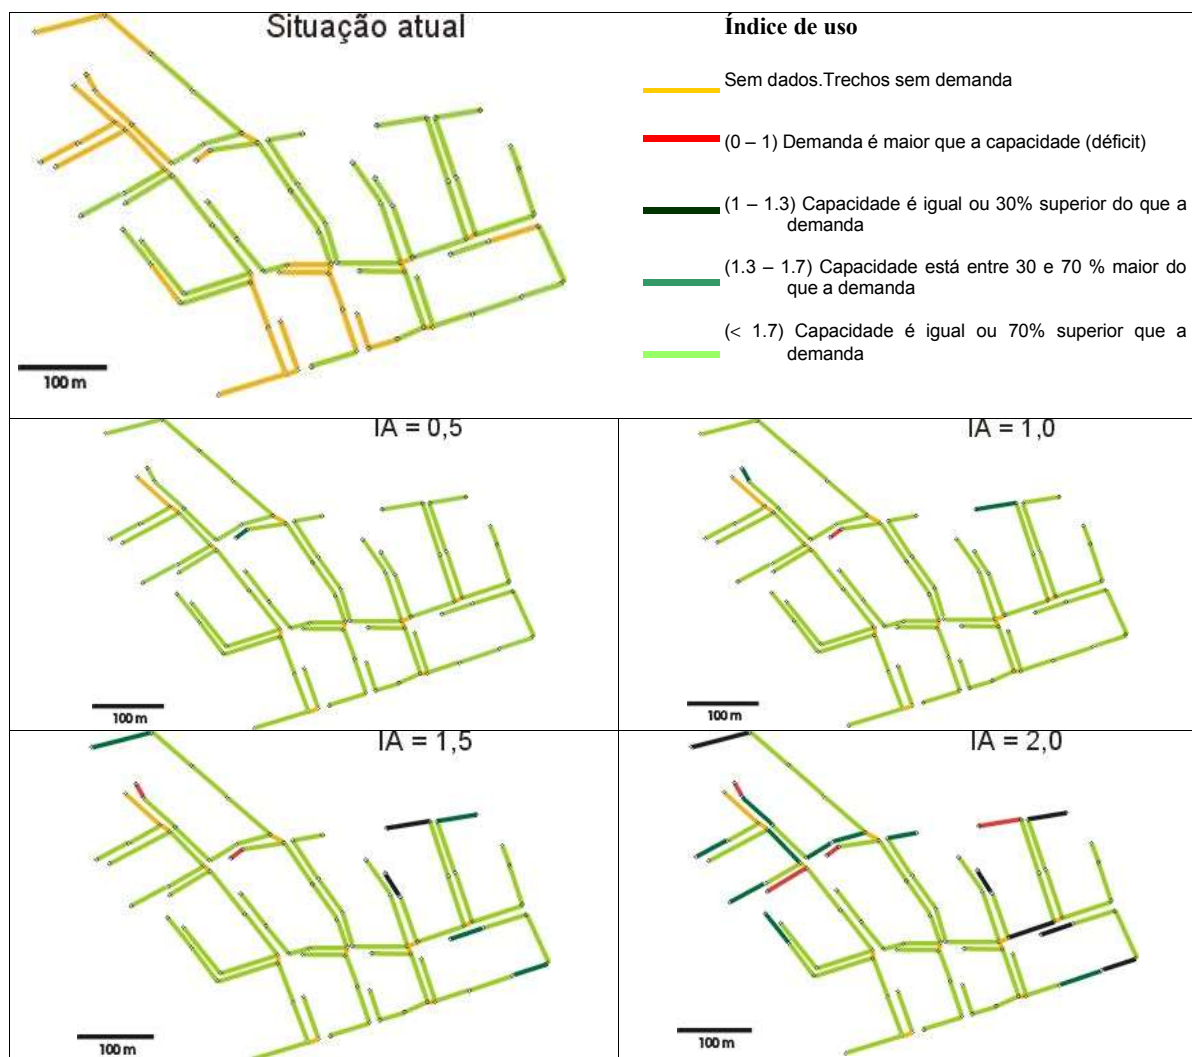 Situação atual
Índice de uso
Sem dados.Trechos sem demanda
(0 – 1) Demanda é maior que a capacidade (déficit)
(1 – 1.3) Capacidade é igual ou 30% superior do que a
demanda
(1.3 – 1.7) Capacidade está entre 30 e 70 % maior do
que a demanda
(< 1.7) Capacidade é igual ou 70% superior que a
demanda
100 m
IA = 0,5
100 m
IA = 1,0
100 m
IA = 1,5
100 m
IA = 2,0
100 m